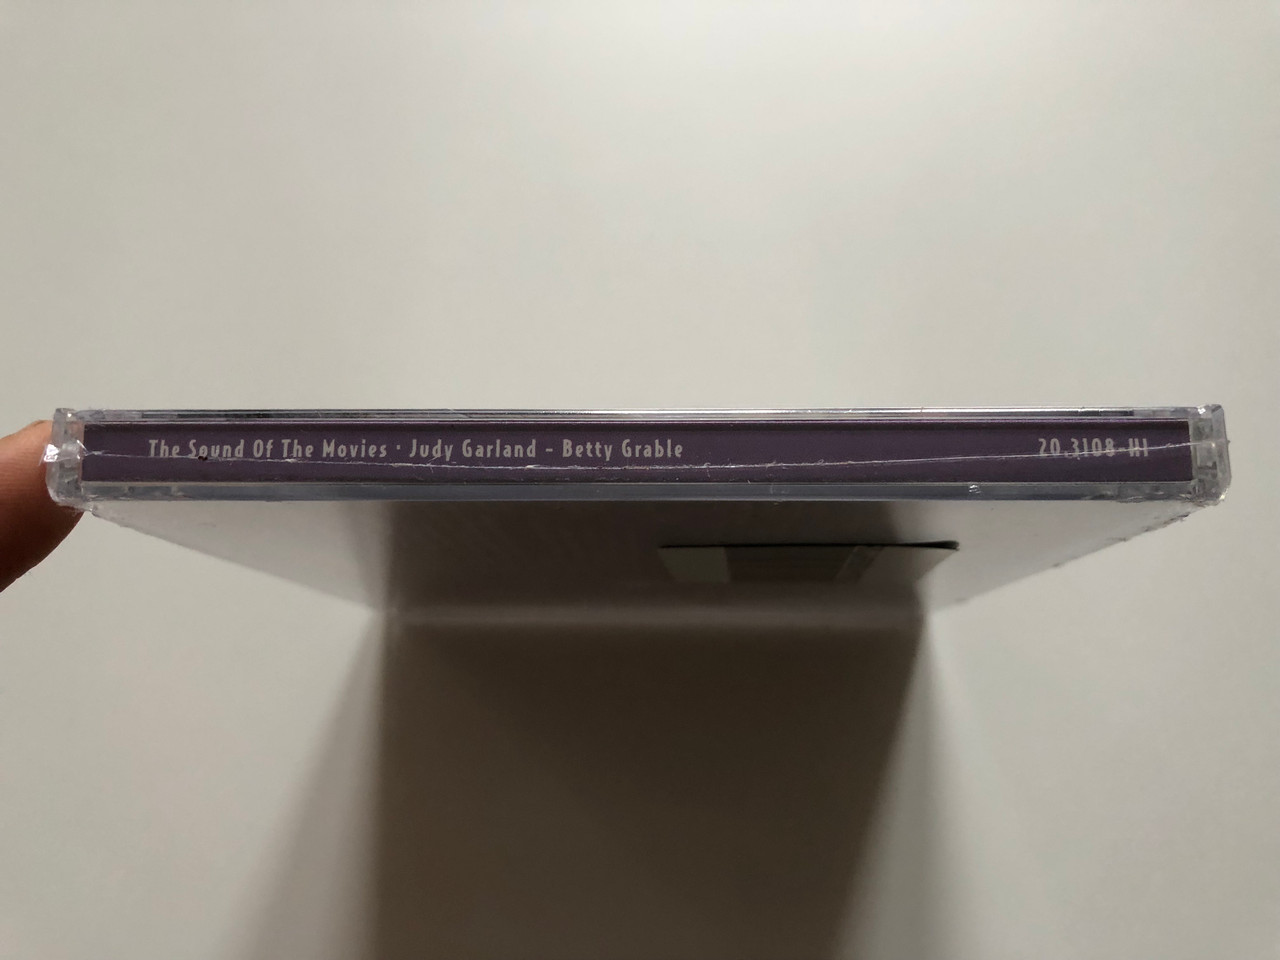 The Sound Of The Movies · Judy Garland – Betty Grable 20.3108-HI